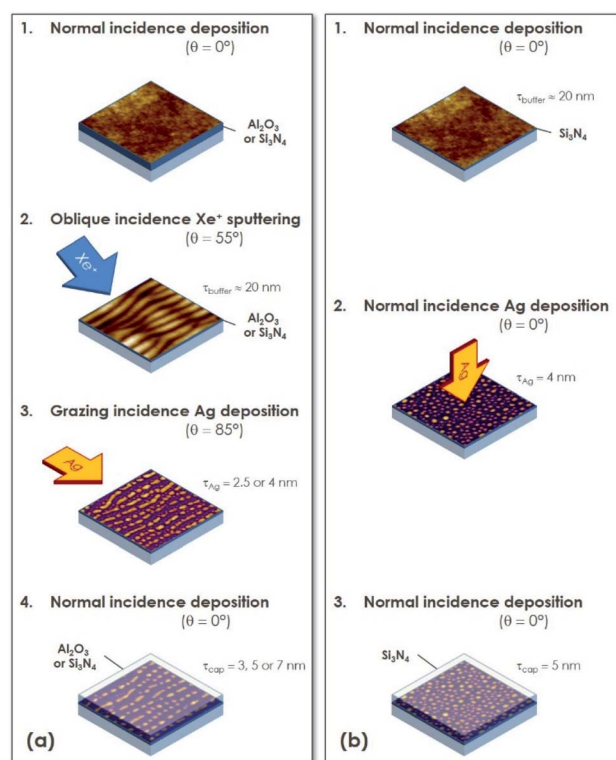 1. Normal incidence deposition
(θ = 0°)
Al₂O₃
or Si₃N₄
2. Oblique incidence Xe⁺ sputtering
(θ = 55°)
Xe⁺
τbuffer ≈ 20 nm
Al₂O₃
or Si₃N₄
3. Grazing incidence Ag deposition
(θ = 85°)
Ag
τAg = 2.5 or 4 nm
4. Normal incidence deposition
(θ = 0°)
Al₂O₃
or Si₃N₄
τcap = 3, 5 or 7 nm
(a)
1. Normal incidence deposition
(θ = 0°)
τbuffer ≈ 20 nm
Si₃N₄
2. Normal incidence Ag deposition
(θ = 0°)
Ag
τAg = 4 nm
3. Normal incidence deposition
(θ = 0°)
Si₃N₄
τcap = 5 nm
(b)